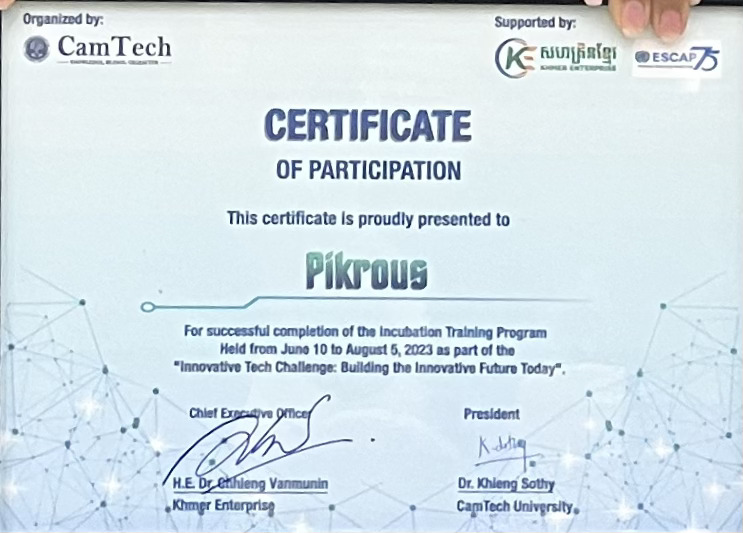 Organized by:
CamTech
Supported by:
សហគ្រិនខ្មែរ
KHMER ENTERPRISE
ESCAP 75
CERTIFICATE
OF PARTICIPATION
This certificate is proudly presented to
Pikrous
For successful completion of the Incubation Training Program
Held from June 10 to August 5, 2023 as part of the
"Innovative Tech Challenge: Building the Innovative Future Today".
Chief Executive Officer
H.E. Dr. Chhieng Vanmunin
Khmer Enterprise
President
Dr. Khieng Sothy
CamTech University